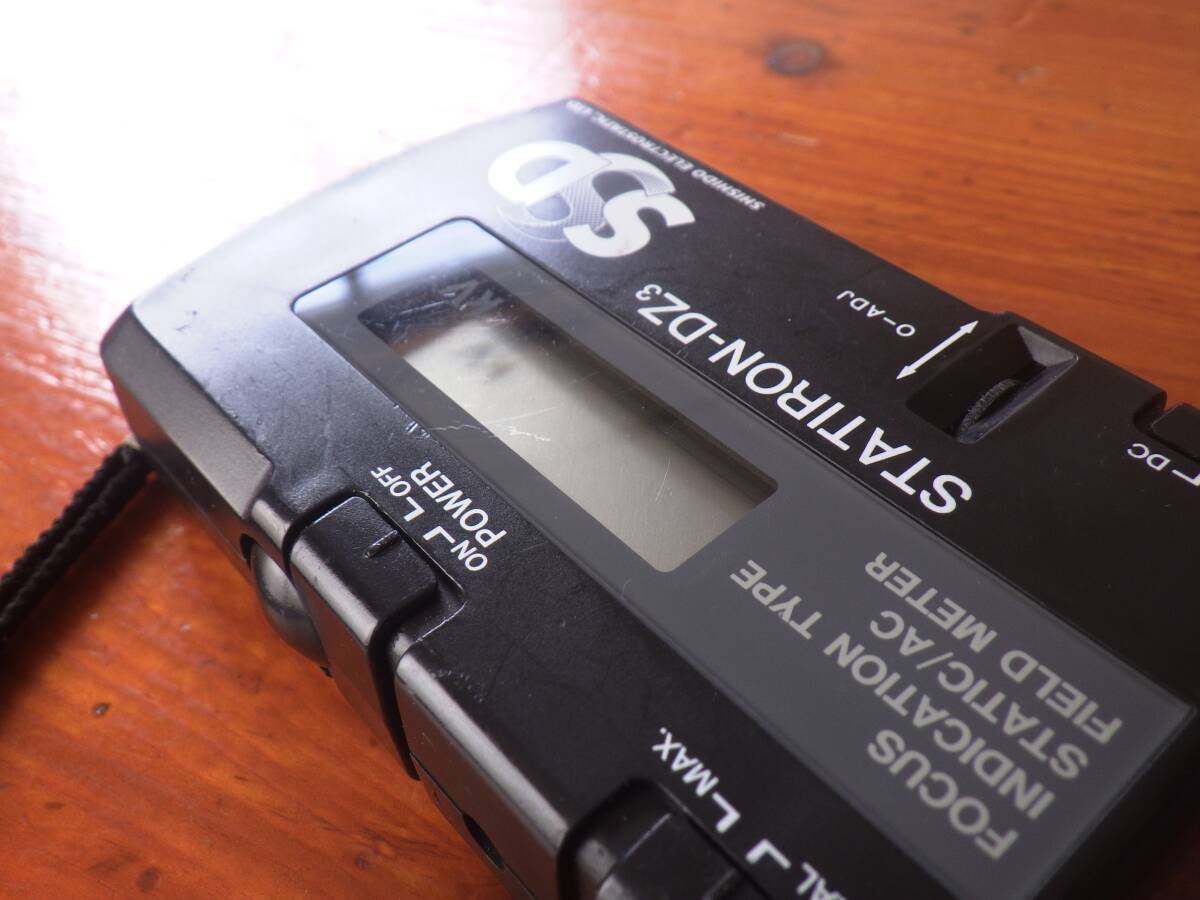 SHISHIDO ELECTROSTATIC, LTD.
SSD
STATIRON-DZ3
0-ADJ
DC
kV
ON OFF
POWER
FOCUS
INDICATION TYPE
STATIC/AC
FIELD METER
MAX.